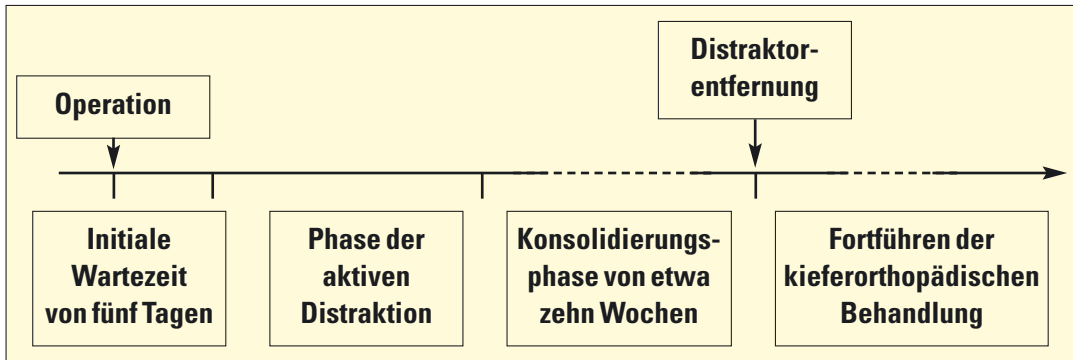 Operation
Distraktor-
entfernung
Initiale
Wartezeit
von fünf Tagen
Phase der
aktiven
Distraktion
Konsolidierungs-
phase von etwa
zehn Wochen
Fortführen der
kieferorthopädischen
Behandlung